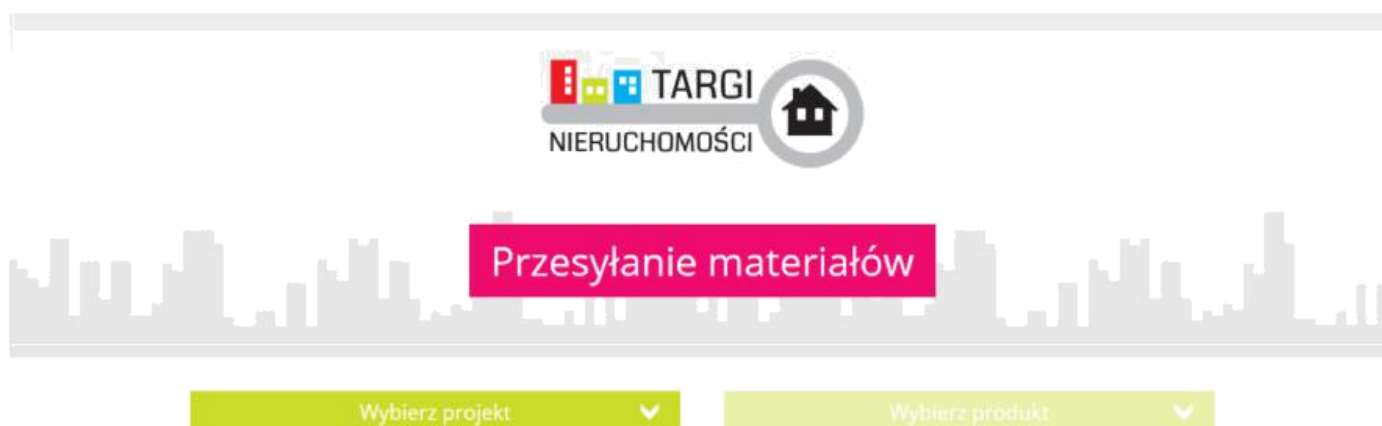 TARGI
NIERUCHOMOŚCI
Przesyłanie materiałów
Wybierz projekt
Wybierz produkt